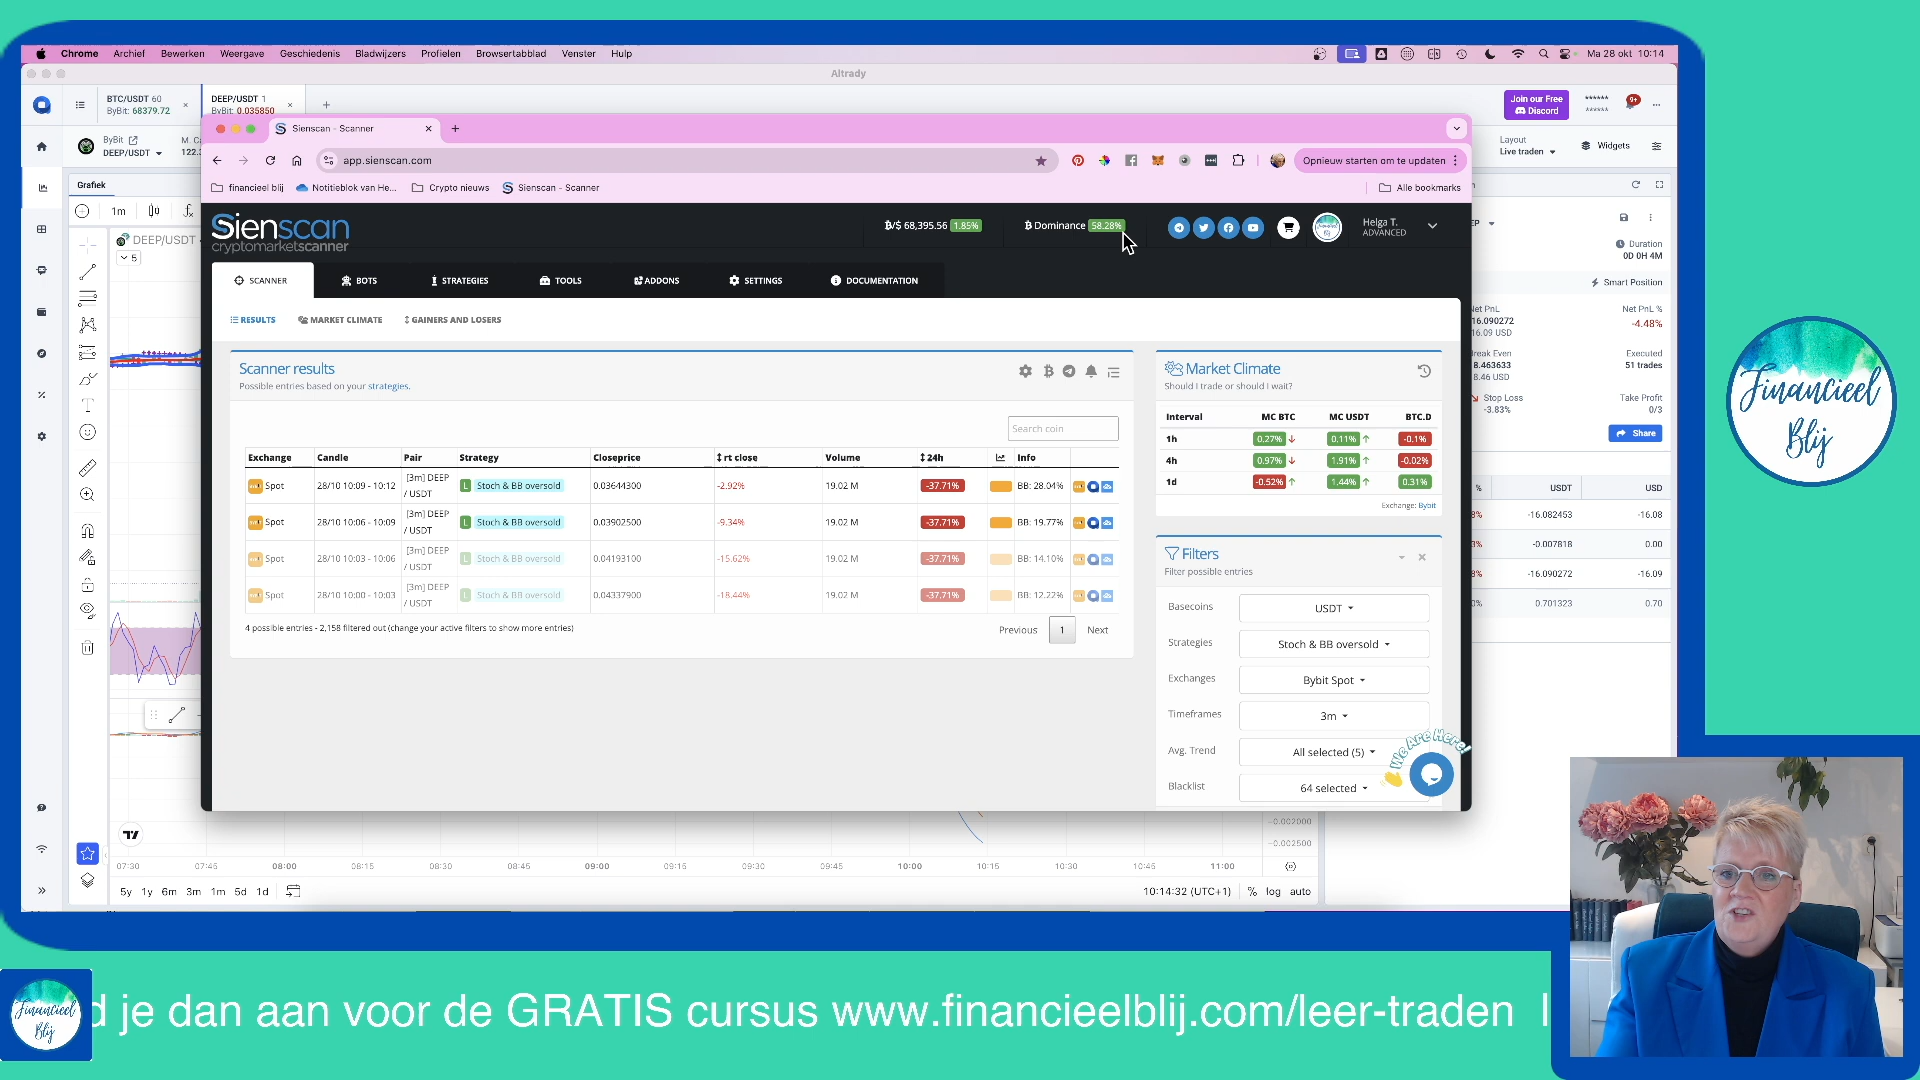 Chrome Archief Bewerken Weergave Geschiedenis Bladwijzers Profielen Browsertabblad Venster Hulp Ma 28 okt 10:14
Altrady
BTC/USDT 60
ByBit: 68379.72
DEEP/USDT 1
ByBit: 0.035850
Join our Free
Discord
9+
ByBit
DEEP/USDT
122.
Layout
Live traden
Widgets
Sienscan - Scanner
app.sienscan.com
Opnieuw starten om te updaten
financieel blij Notitieblok van He... Crypto nieuws Sienscan - Scanner Alle bookmarks
Grafiek
1m
DEEP/USDT
5
Sienscan
cryptomarketscanner
₿/$ 68,395.56 1.85%
₿ Dominance 58.28%
Helga T.
ADVANCED
SCANNER BOTS STRATEGIES TOOLS ADDONS SETTINGS DOCUMENTATION
RESULTS MARKET CLIMATE GAINERS AND LOSERS
Scanner results
Possible entries based on your strategies.
Search coin
Exchange Candle Pair Strategy Closeprice rt close Volume 24h Info
Spot 28/10 10:09 - 10:12 [3m] DEEP / USDT L Stoch & BB oversold 0.03644300 -2.92% 19.02 M -37.71% BB: 28.04%
Spot 28/10 10:06 - 10:09 [3m] DEEP / USDT L Stoch & BB oversold 0.03902500 -9.34% 19.02 M -37.71% BB: 19.77%
Spot 28/10 10:03 - 10:06 [3m] DEEP / USDT L Stoch & BB oversold 0.04193100 -15.62% 19.02 M -37.71% BB: 14.10%
Spot 28/10 10:00 - 10:03 [3m] DEEP / USDT L Stoch & BB oversold 0.04337900 -18.44% 19.02 M -37.71% BB: 12.22%
4 possible entries - 2,158 filtered out (change your active filters to show more entries)
Previous 1 Next
Market Climate
Should I trade or should I wait?
Interval MC BTC MC USDT BTC.D
1h 0.27% 0.11% -0.1%
4h 0.97% 1.91% -0.02%
1d -0.52% 1.44% 0.31%
Exchange: Bybit
Filters
Filter possible entries
Basecoins USDT
Strategies Stoch & BB oversold
Exchanges Bybit Spot
Timeframes 3m
Avg. Trend All selected (5)
Blacklist 64 selected
We Are Here!
Duration
0D 0H 4M
Smart Position
Net PnL %
16.090272 -4.48%
16.09 USD
Executed
8.463633 51 trades
8.46 USD
Stop Loss Take Profit
-3.83% 0/3
Share
% USDT USD
-16.082453 -16.08
-0.007818 0.00
-16.090272 -16.09
0.701323 0.70
-0.002000
-0.002500
07:30 07:45 08:00 08:15 08:30 08:45 09:00 09:15 09:30 09:45 10:00 10:15 10:30 10:45 11:00
5y 1y 6m 3m 1m 5d 1d 10:14:32 (UTC+1) % log auto
Financieel
Blij
Financieel
Blij
d je dan aan voor de GRATIS cursus www.financieelblij.com/leer-traden